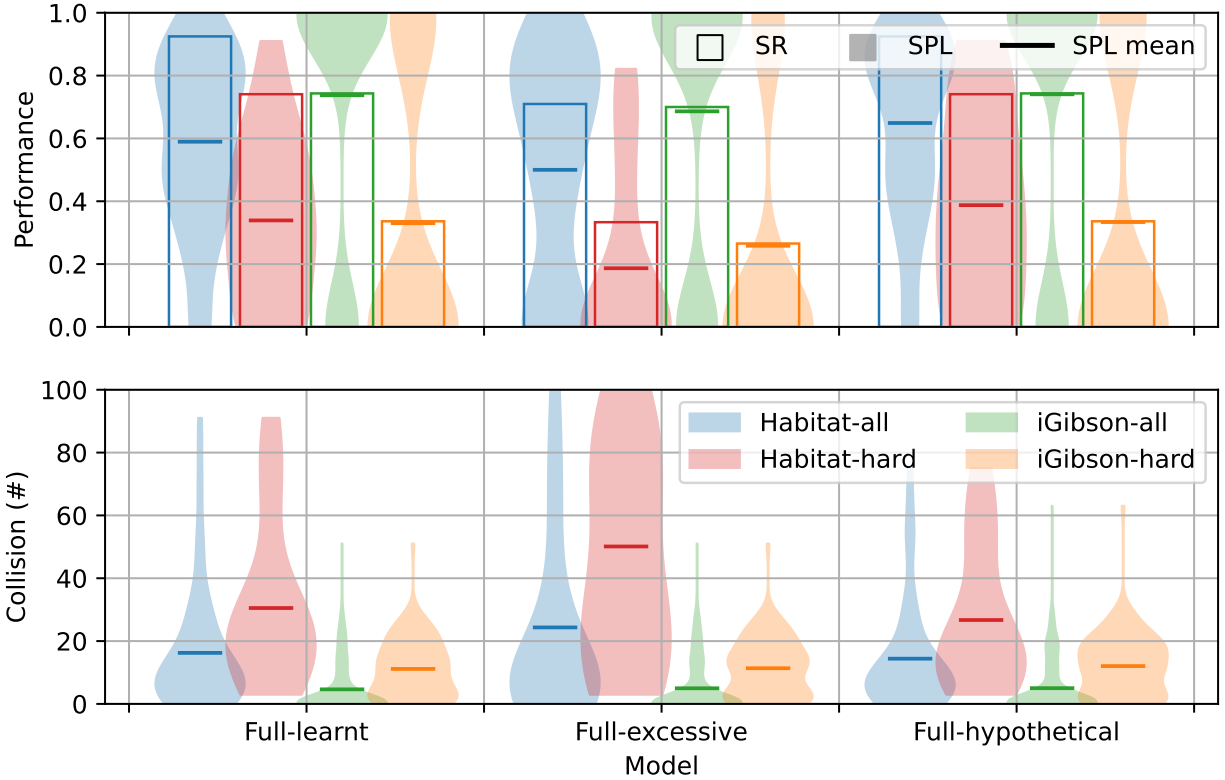 1.0
0.8
0.6
0.4
0.2
0.0
Performance
SR SPL SPL mean
100
80
60
40
20
0
Collision (#)
Habitat-all iGibson-all
Habitat-hard iGibson-hard
Full-learnt Full-excessive Full-hypothetical
Model